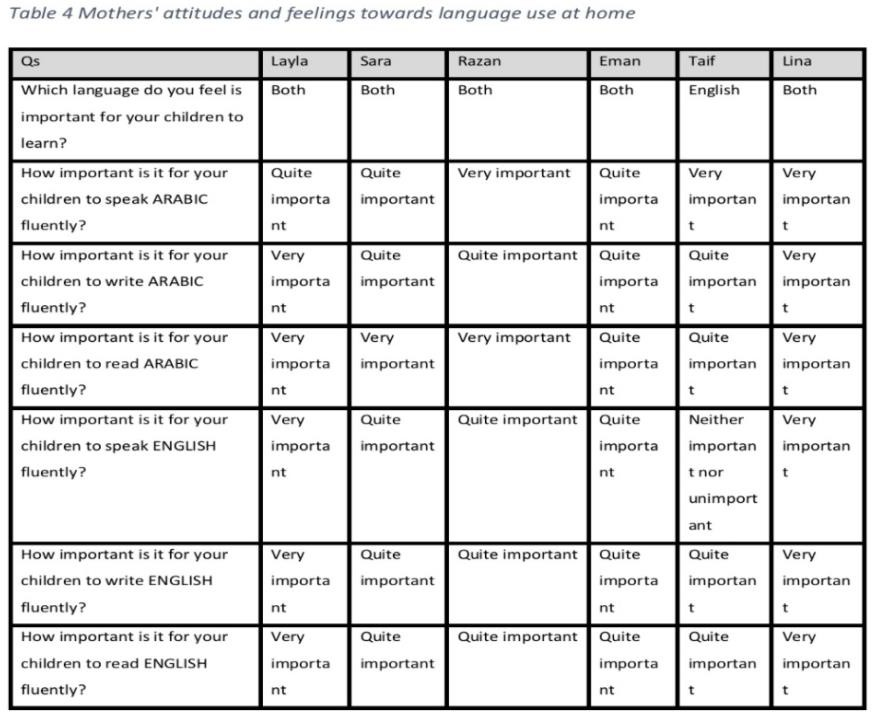 Table 4 Mothers' attitudes and feelings towards language use at home
Qs Layla Sara Razan Eman Taif Lina
Which language do you feel is Both Both Both Both English Both
important for your children to
learn?
How important is it for your Quite Quite Very important Quite Very Very
children to speak ARABIC importa important importa importan importan
fluently? nt nt t t
How important is it for your Very Quite Quite important Quite Quite Very
children to write ARABIC importa important importa importan importan
fluently? nt nt t t
How important is it for your Very Very Very important Quite Quite Very
children to read ARABIC importa important importa importan importan
fluently? nt nt t t
How important is it for your Very Quite Quite important Quite Neither Very
children to speak ENGLISH importa important importa importan importan
fluently? nt nt t nor t
unimport
ant
How important is it for your Very Quite Quite important Quite Quite Very
children to write ENGLISH importa important importa importan importan
fluently? nt nt t t
How important is it for your Very Quite Quite important Quite Quite Very
children to read ENGLISH importa important importa importan importan
fluently? nt nt t t